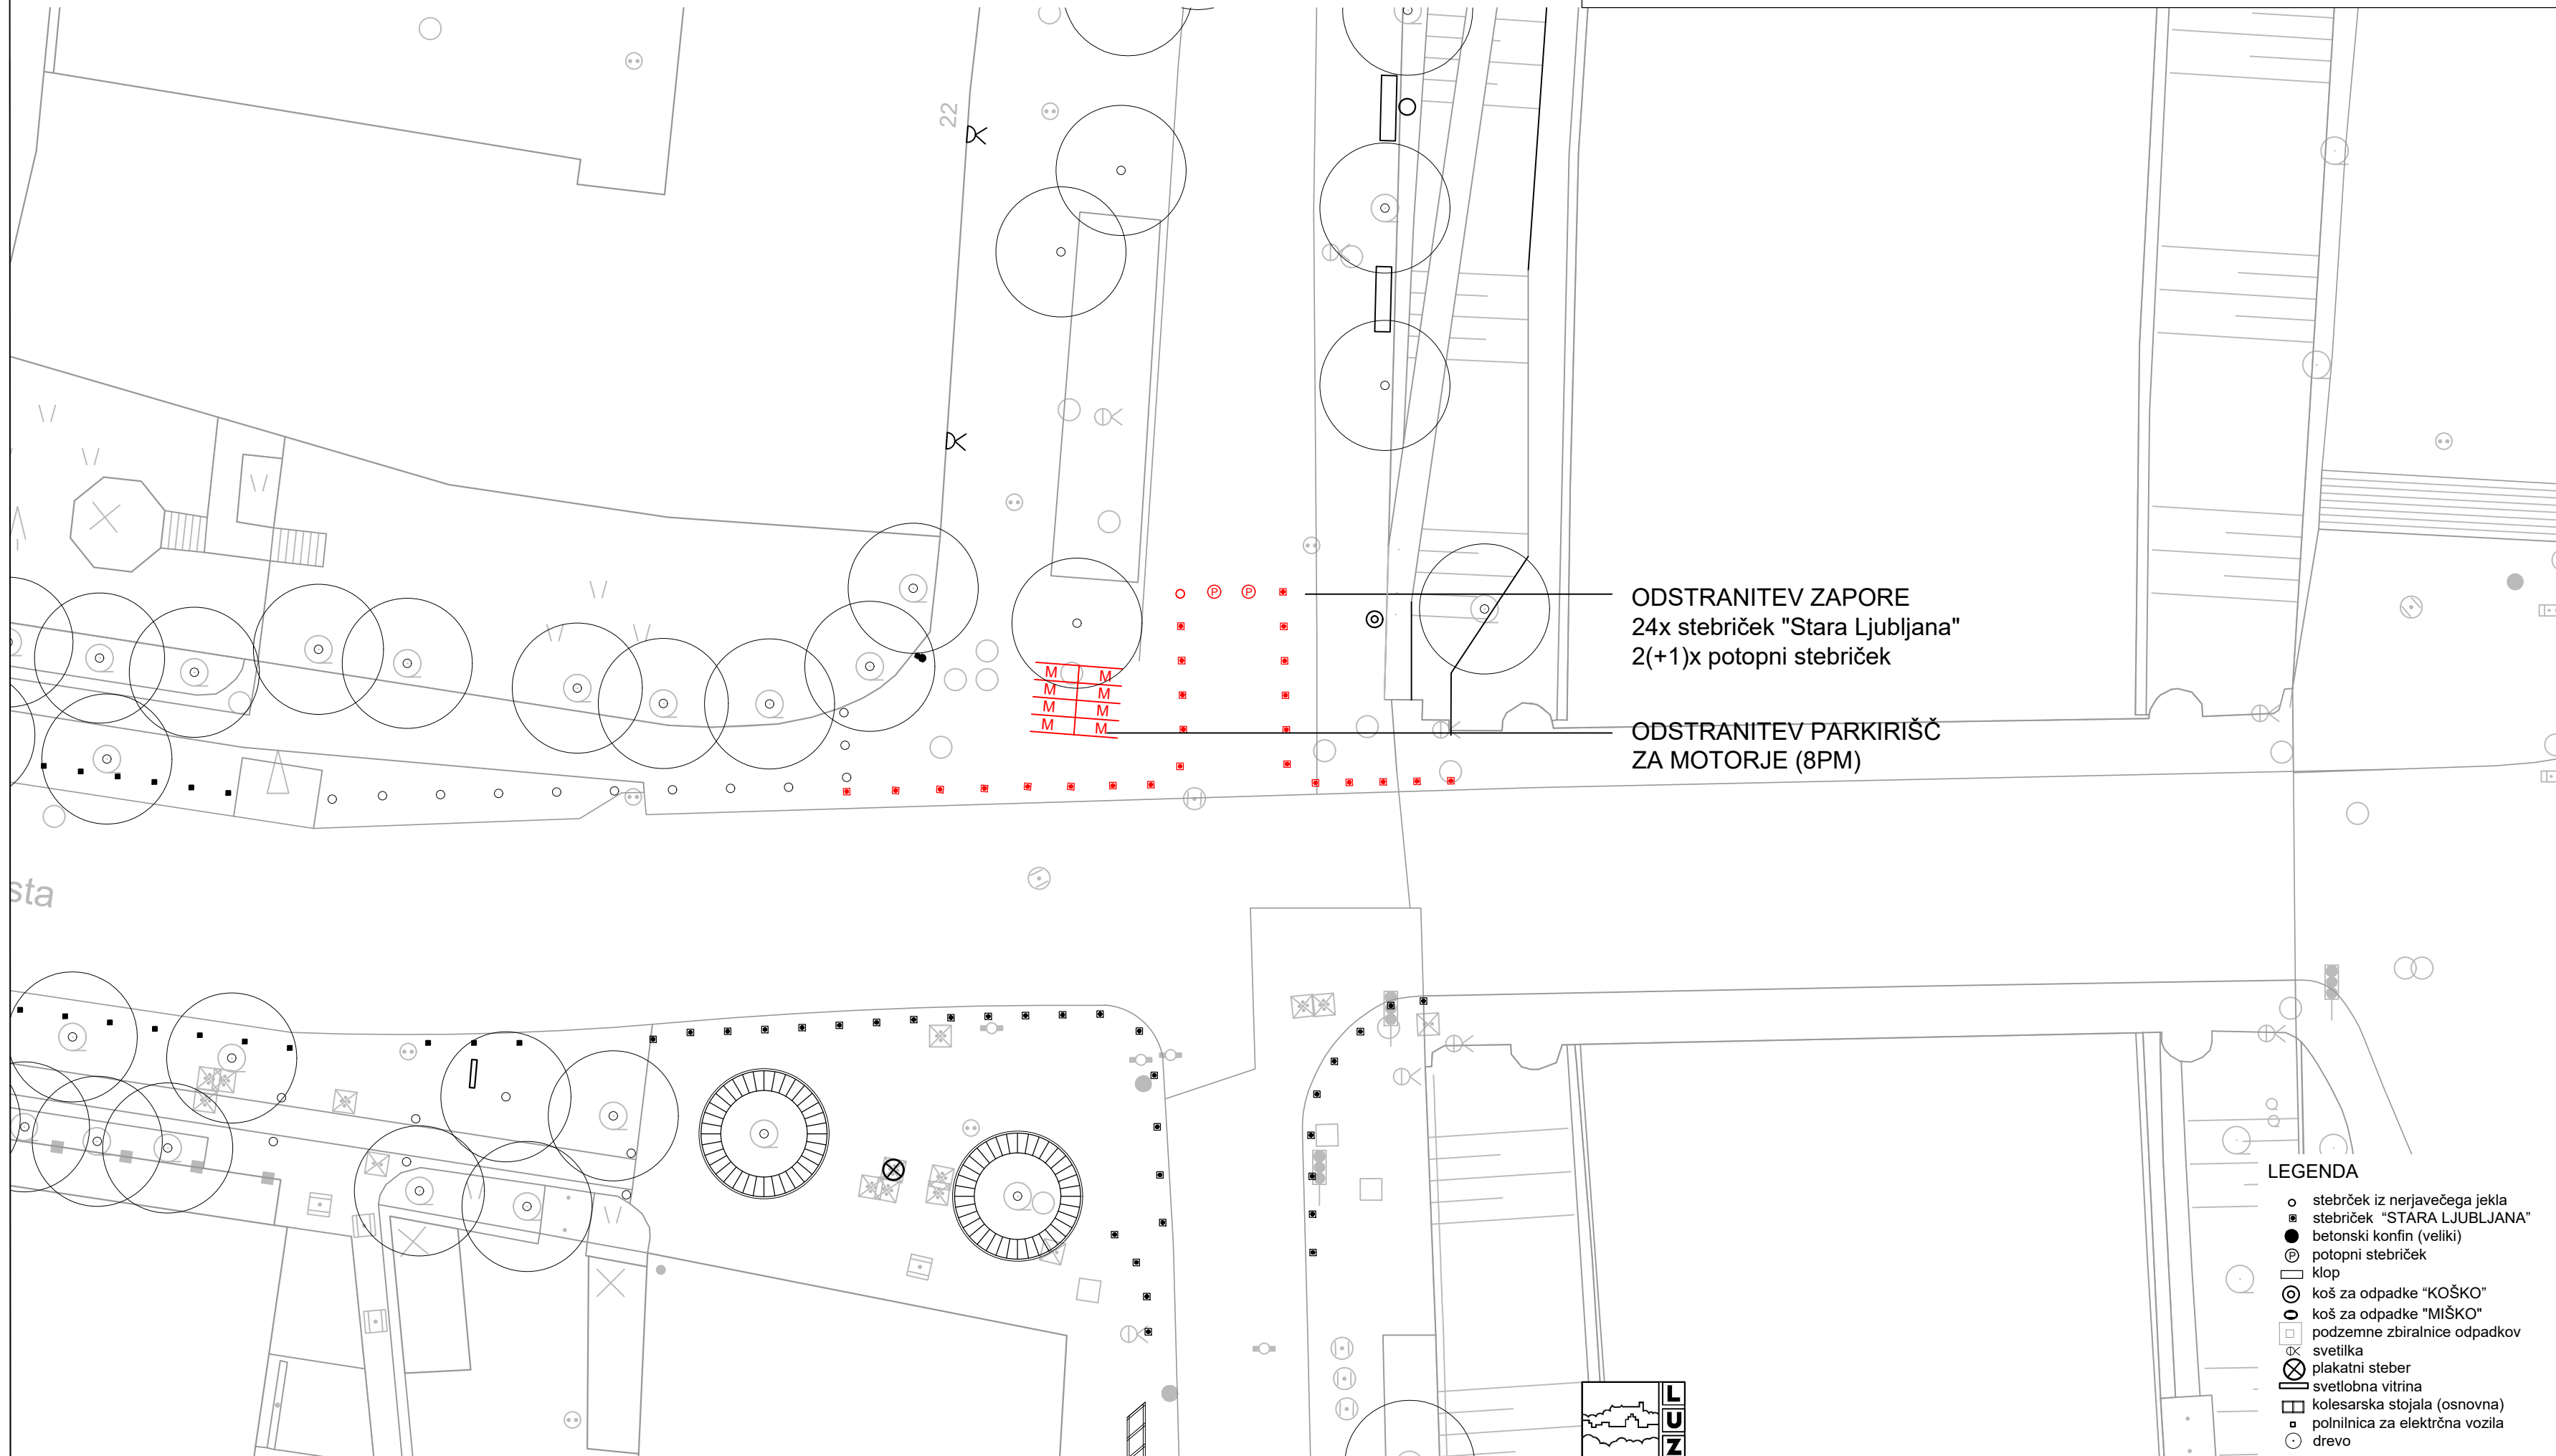 22
P P
ODSTRANITEV ZAPORE
24x stebriček "Stara Ljubljana"
2(+1)x potopni stebriček
M M
M M
M M
M M
ODSTRANITEV PARKIRIŠČ
ZA MOTORJE (8PM)
sta
LEGENDA
stebrček iz nerjavečega jekla
stebriček “STARA LJUBLJANA”
betonski konfin (veliki)
P potopni stebriček
klop
koš za odpadke “KOŠKO”
koš za odpadke "MIŠKO"
podzemne zbiralnice odpadkov
svetilka
plakatni steber
svetlobna vitrina
kolesarska stojala (osnovna)
polnilnica za elektrčna vozila
drevo
L
U
Z